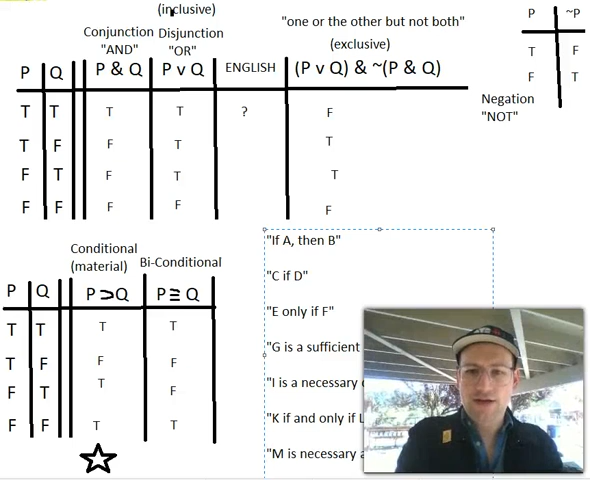 (inclusive)
Conjunction Disjunction "one or the other but not both" P ~P
"AND" "OR" (exclusive)
P Q P & Q P v Q ENGLISH (P v Q) & ~(P & Q) T F
F T
T T T T ? F Negation
"NOT"
T F F T T
F T F T T
F F F F F
"If A, then B"
Conditional
(material) Bi-Conditional
"C if D"
P Q P ⊃ Q P ≡ Q
"E only if F"
T T T T
"G is a sufficient
T F F F
F T T F
"I is a necessary
F F T T
"K if and only if L
"M is necessary a